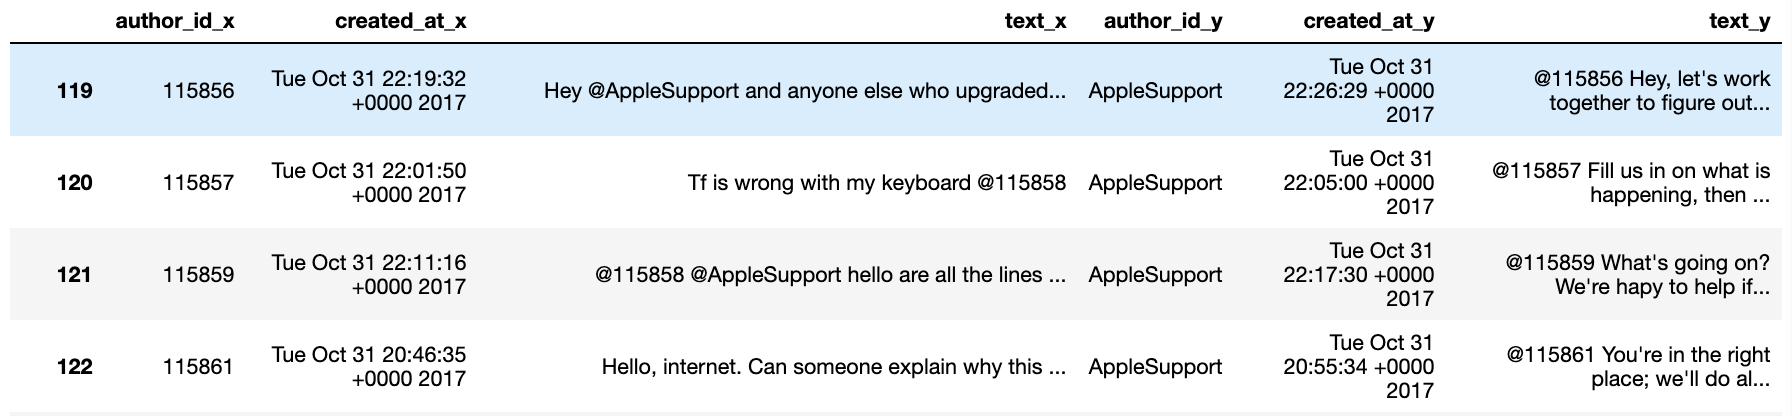 author_id_x created_at_x text_x author_id_y created_at_y text_y
119 115856 Tue Oct 31 22:19:32 +0000 2017 Hey @AppleSupport and anyone else who upgraded... AppleSupport Tue Oct 31 22:26:29 +0000 2017 @115856 Hey, let's work together to figure out...
120 115857 Tue Oct 31 22:01:50 +0000 2017 Tf is wrong with my keyboard @115858 AppleSupport Tue Oct 31 22:05:00 +0000 2017 @115857 Fill us in on what is happening, then ...
121 115859 Tue Oct 31 22:11:16 +0000 2017 @115858 @AppleSupport hello are all the lines ... AppleSupport Tue Oct 31 22:17:30 +0000 2017 @115859 What's going on? We're hapy to help if...
122 115861 Tue Oct 31 20:46:35 +0000 2017 Hello, internet. Can someone explain why this ... AppleSupport Tue Oct 31 20:55:34 +0000 2017 @115861 You're in the right place; we'll do al...